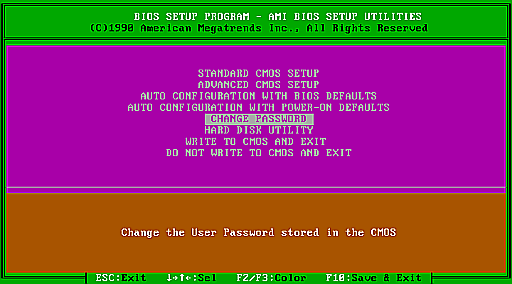 BIOS SETUP PROGRAM - AMI BIOS SETUP UTILITIES
(C)1990 American Megatrends Inc., All Rights Reserved
STANDARD CMOS SETUP
ADVANCED CMOS SETUP
AUTO CONFIGURATION WITH BIOS DEFAULTS
AUTO CONFIGURATION WITH POWER-ON DEFAULTS
CHANGE PASSWORD
HARD DISK UTILITY
WRITE TO CMOS AND EXIT
DO NOT WRITE TO CMOS AND EXIT
Change the User Password stored in the CMOS
ESC:Exit ↓→↑←:Sel F2/F3:Color F10:Save & Exit